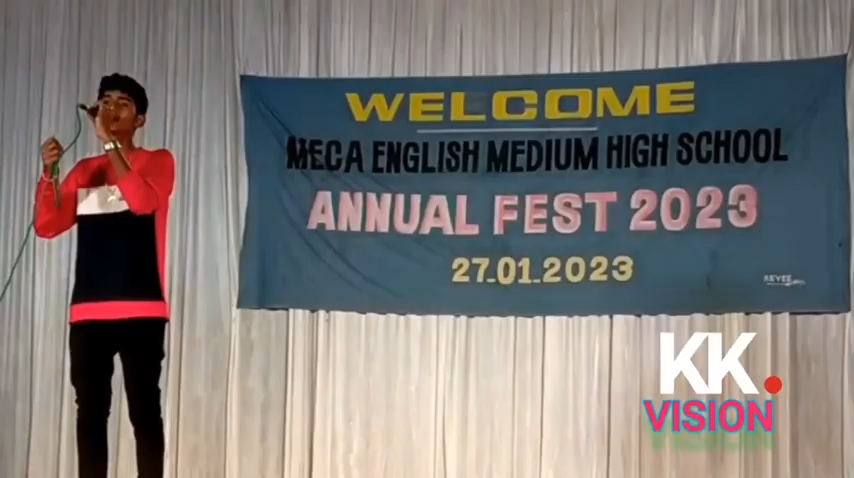 WELCOME
MECA ENGLISH MEDIUM HIGH SCHOOL
ANNUAL FEST 2023
27.01.2023
KK.
VISION